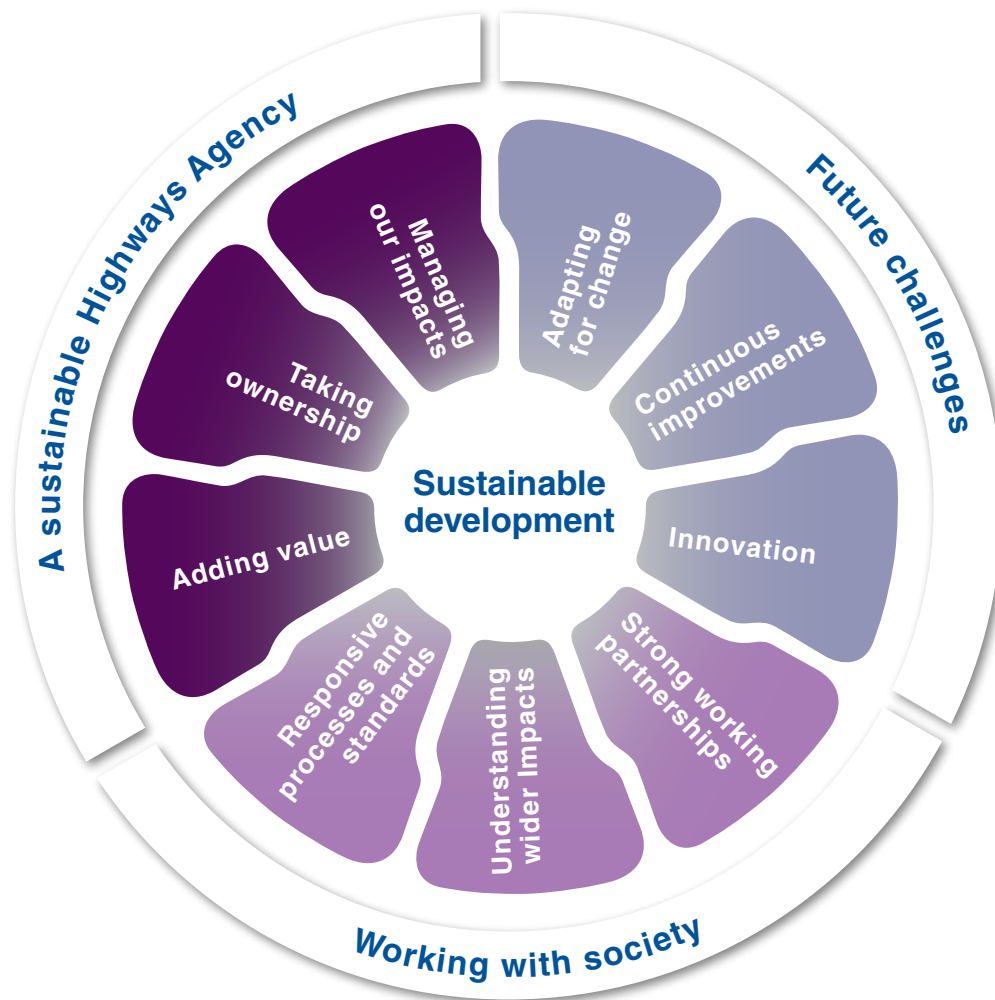 A sustainable Highways Agency
Future challenges
Working with society
Sustainable
development
Managing
our impacts
Adapting
for change
Continuous
improvements
Innovation
Strong working
partnerships
Understanding
wider Impacts
Responsive
processes and
standards
Adding value
Taking
ownership